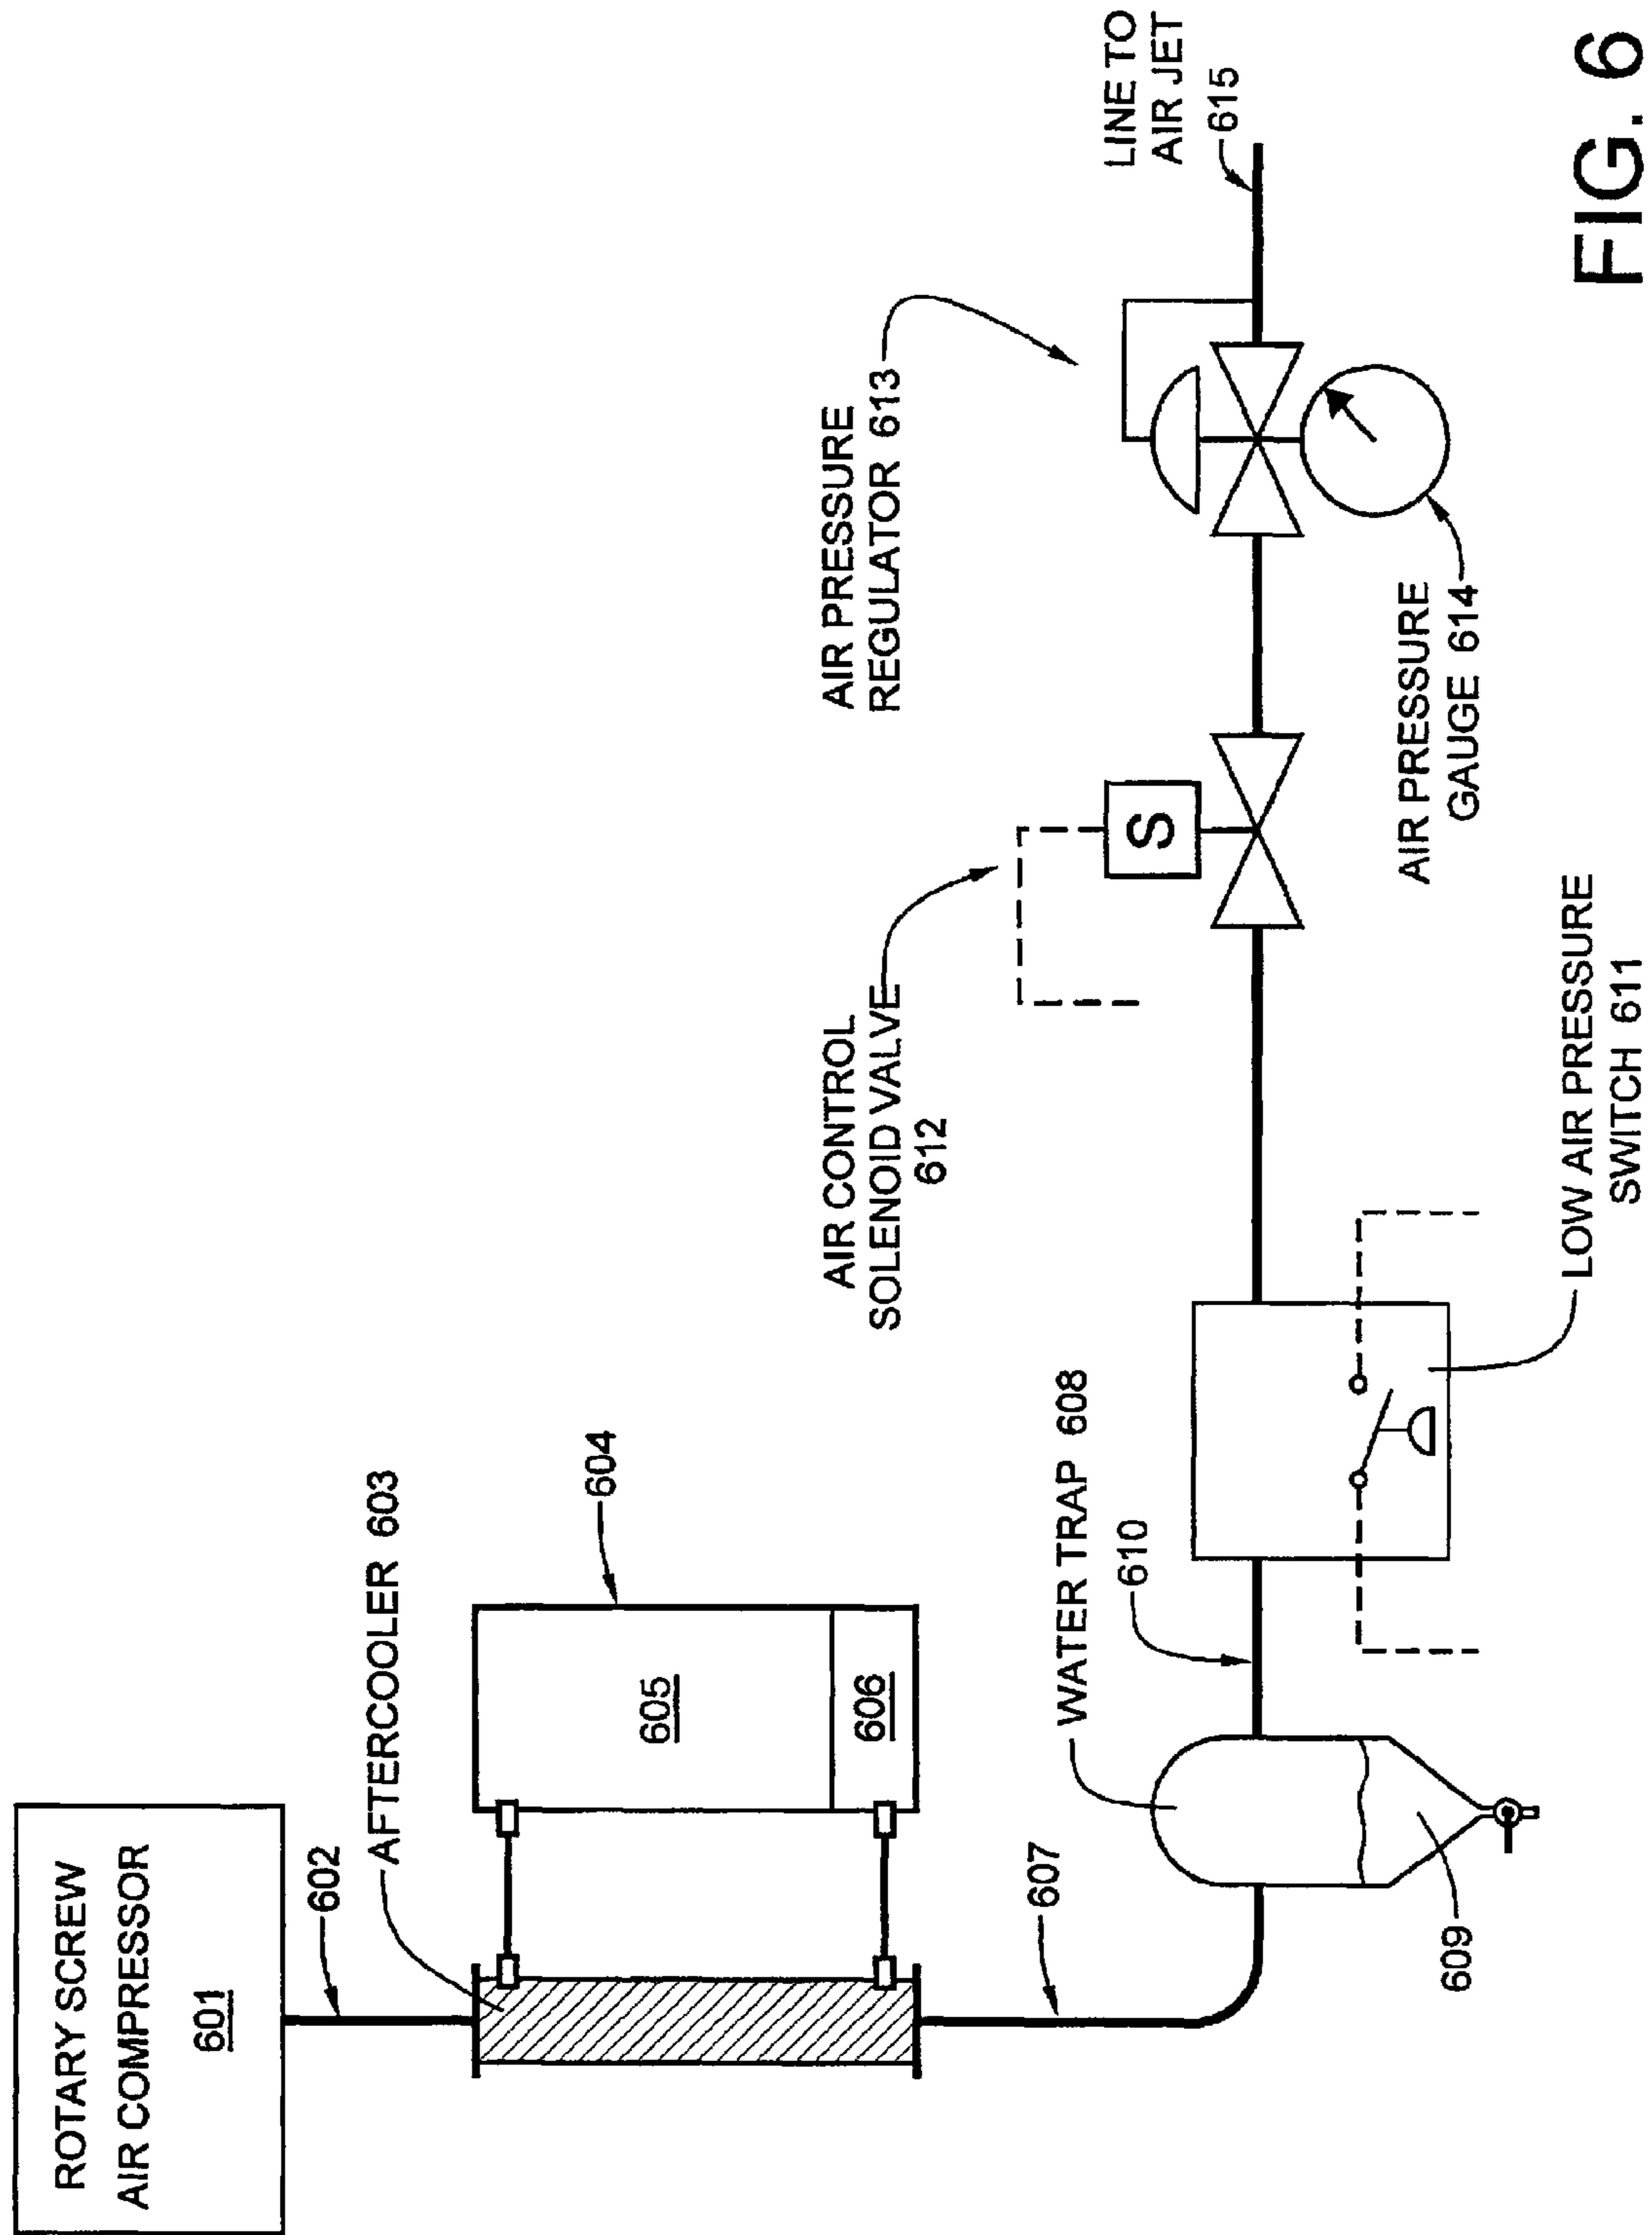 ROTARY SCREW
AIR COMPRESSOR
601
602
AFTERCOOLER 603
604
605
606
607
WATER TRAP 608
609
610
LOW AIR PRESSURE
SWITCH 611
AIR CONTROL
SOLENOID VALVE
612
S
AIR PRESSURE
REGULATOR 613
AIR PRESSURE
GAUGE 614
LINE TO
AIR JET
615
FIG. 6